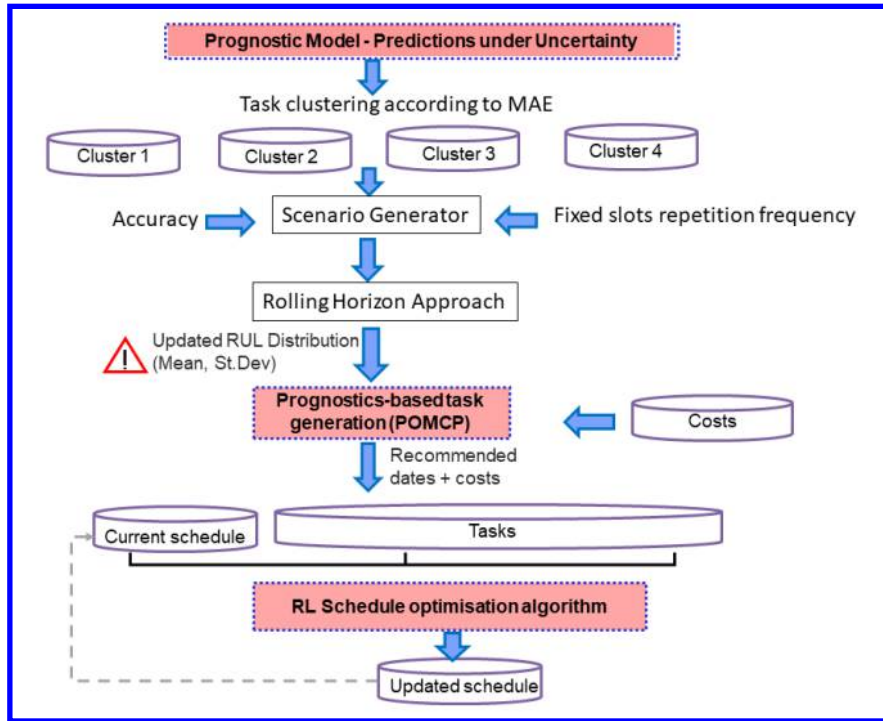 Prognostic Model - Predictions under Uncertainty
Task clustering according to MAE
Cluster 1
Cluster 2
Cluster 3
Cluster 4
Accuracy
Scenario Generator
Fixed slots repetition frequency
Rolling Horizon Approach
!
Updated RUL Distribution
(Mean, St.Dev)
Prognostics-based task
generation (POMCP)
Costs
Recommended
dates + costs
Current schedule
Tasks
RL Schedule optimisation algorithm
Updated schedule